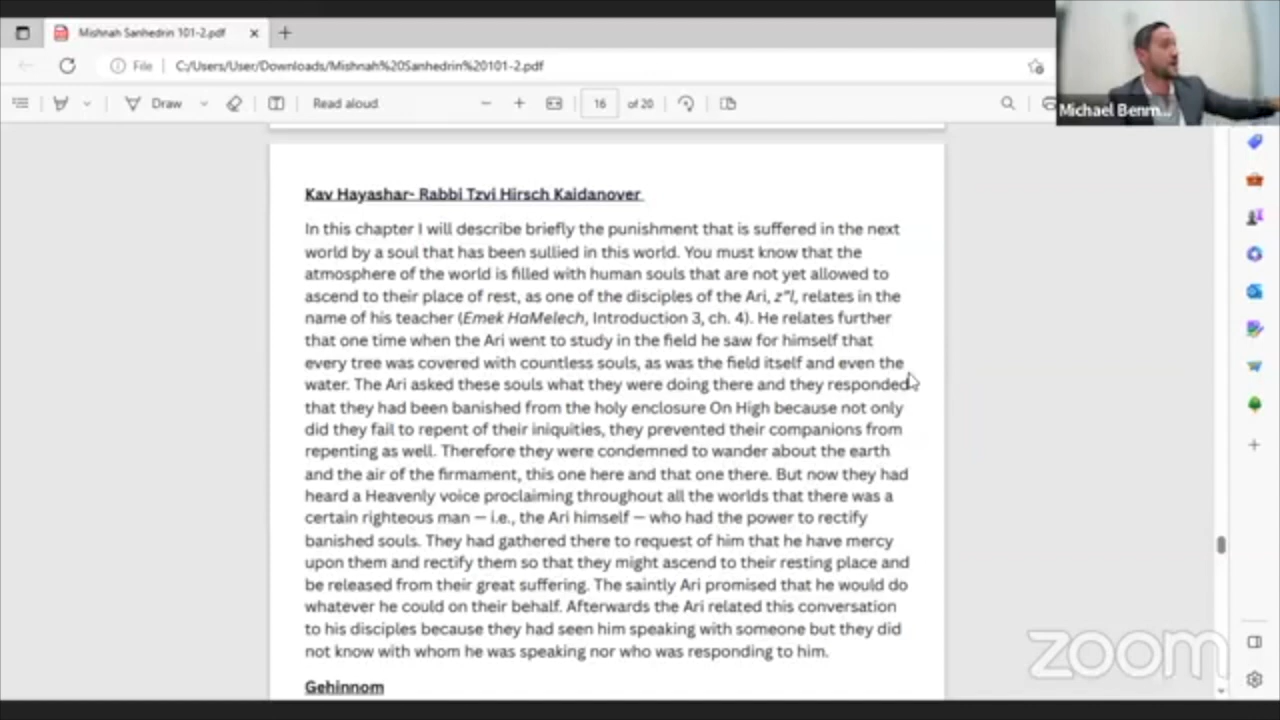 Mishnah Sanhedrin 101-2.pdf
File
C:/Users/User/Downloads/Mishnah%20Sanhedrin%20101-2.pdf
Draw
Read aloud
16 of 20
Michael Benm...
Kav Hayashar- Rabbi Tzvi Hirsch Kaidanover
In this chapter I will describe briefly the punishment that is suffered in the next
world by a soul that has been sullied in this world. You must know that the
atmosphere of the world is filled with human souls that are not yet allowed to
ascend to their place of rest, as one of the disciples of the Ari, z”l, relates in the
name of his teacher (Emek HaMelech, Introduction 3, ch. 4). He relates further
that one time when the Ari went to study in the field he saw for himself that
every tree was covered with countless souls, as was the field itself and even the
water. The Ari asked these souls what they were doing there and they responded
that they had been banished from the holy enclosure On High because not only
did they fail to repent of their iniquities, they prevented their companions from
repenting as well. Therefore they were condemned to wander about the earth
and the air of the firmament, this one here and that one there. But now they had
heard a Heavenly voice proclaiming throughout all the worlds that there was a
certain righteous man — i.e., the Ari himself — who had the power to rectify
banished souls. They had gathered there to request of him that he have mercy
upon them and rectify them so that they might ascend to their resting place and
be released from their great suffering. The saintly Ari promised that he would do
whatever he could on their behalf. Afterwards the Ari related this conversation
to his disciples because they had seen him speaking with someone but they did
not know with whom he was speaking nor who was responding to him.
Gehinnom
zoom